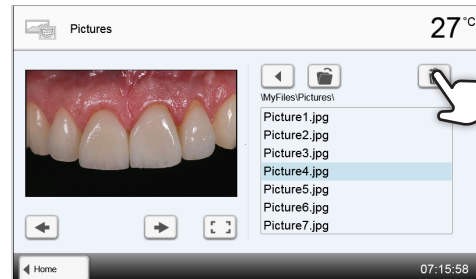 Pictures
27°C
\MyFiles\Pictures\
Picture1.jpg
Picture2.jpg
Picture3.jpg
Picture4.jpg
Picture5.jpg
Picture6.jpg
Picture7.jpg
Home
07:15:58